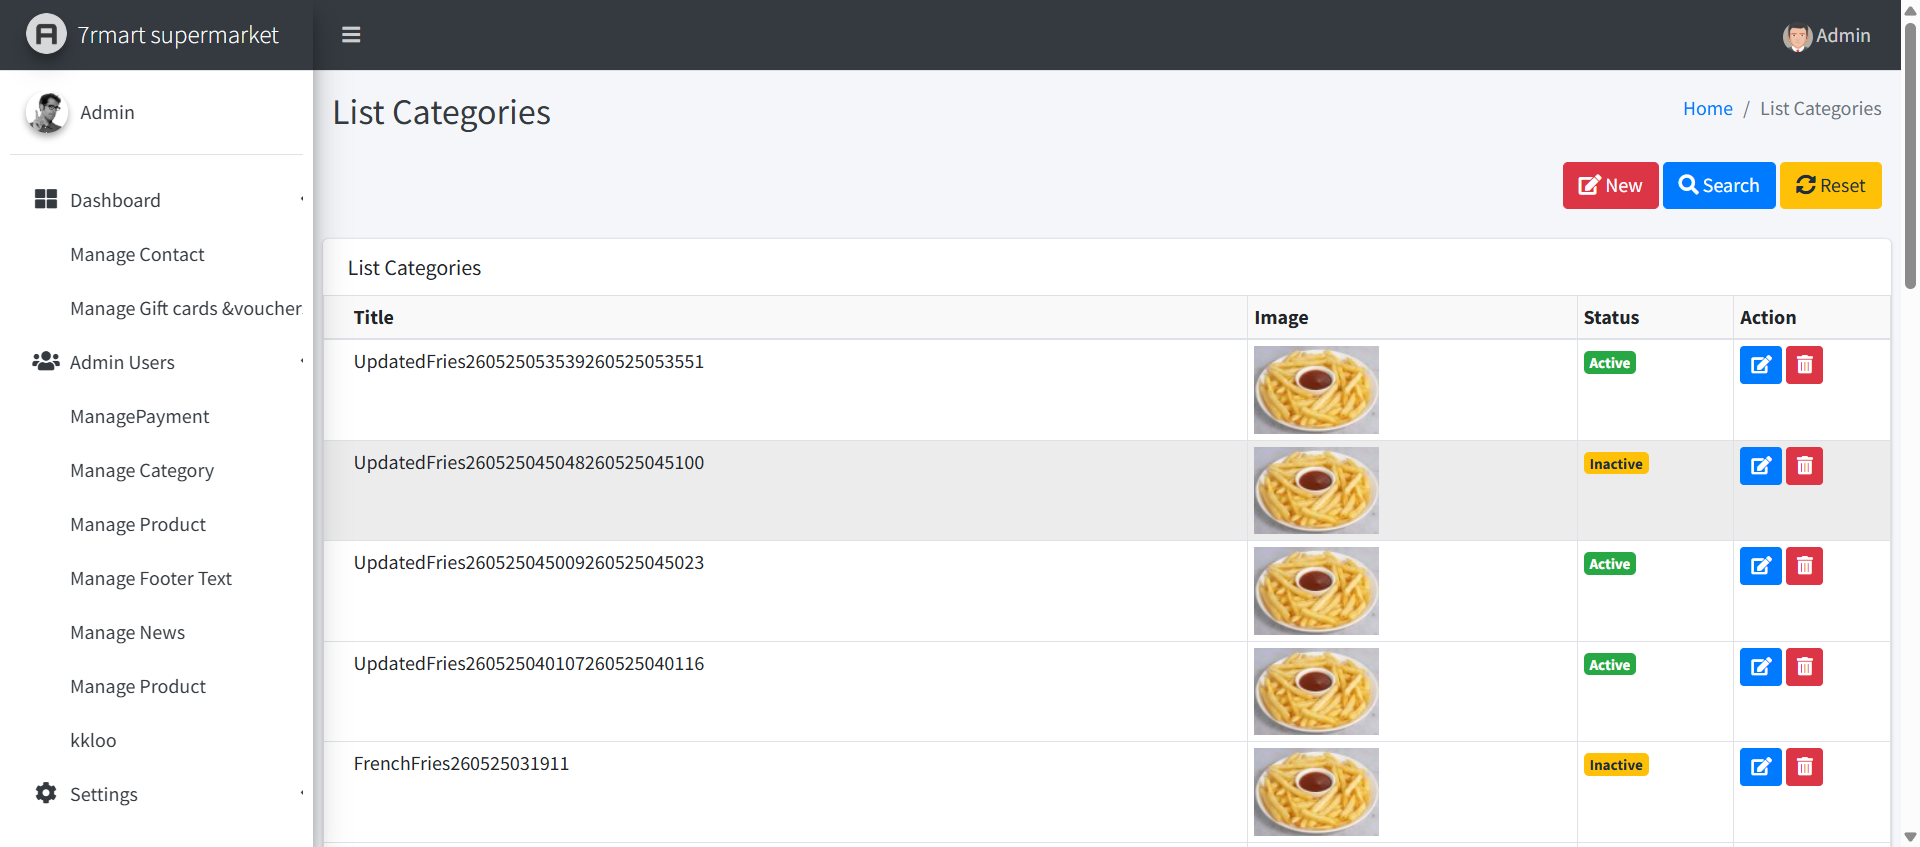 7rmart supermarket
Admin
Admin
List Categories
Home / List Categories
New
Search
Reset
Dashboard
Manage Contact
Manage Gift cards &voucher
Admin Users
ManagePayment
Manage Category
Manage Product
Manage Footer Text
Manage News
Manage Product
kkloo
Settings
List Categories
Title Image Status Action
UpdatedFries260525053539260525053551 Active
UpdatedFries260525045048260525045100 Inactive
UpdatedFries260525045009260525045023 Active
UpdatedFries260525040107260525040116 Active
FrenchFries260525031911 Inactive